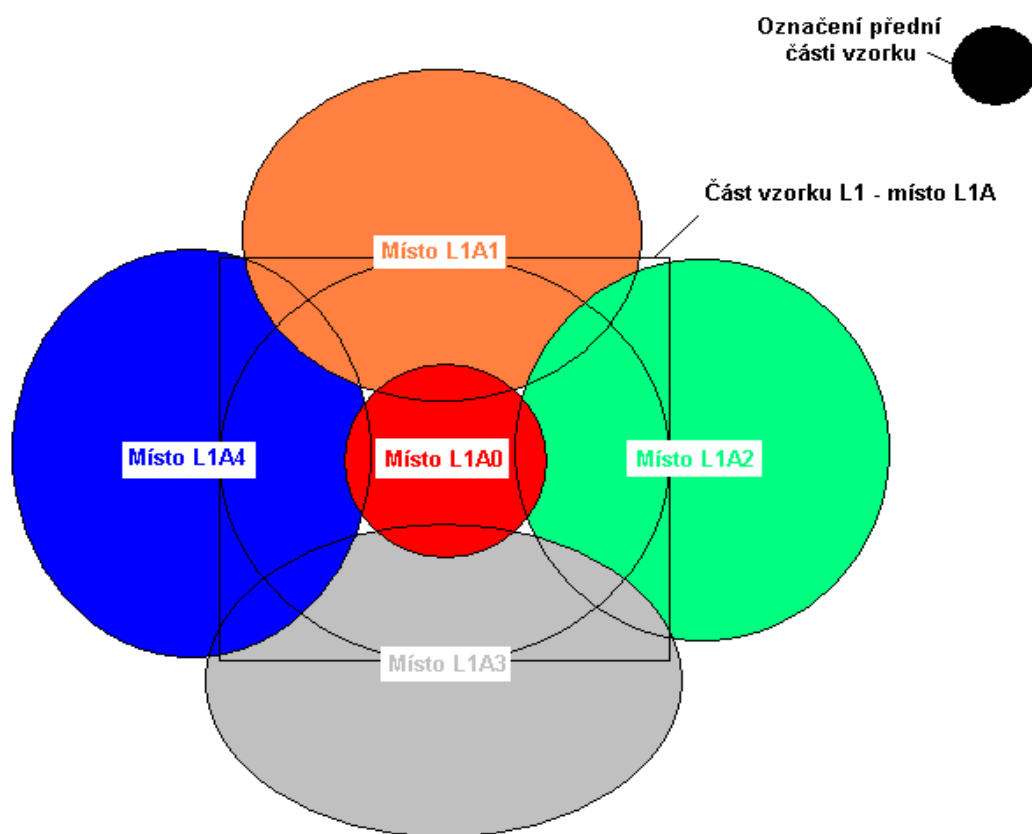 Označení přední
části vzorku
Část vzorku L1 - místo L1A
Místo L1A1
Místo L1A4
Místo L1A0
Místo L1A2
Místo L1A3